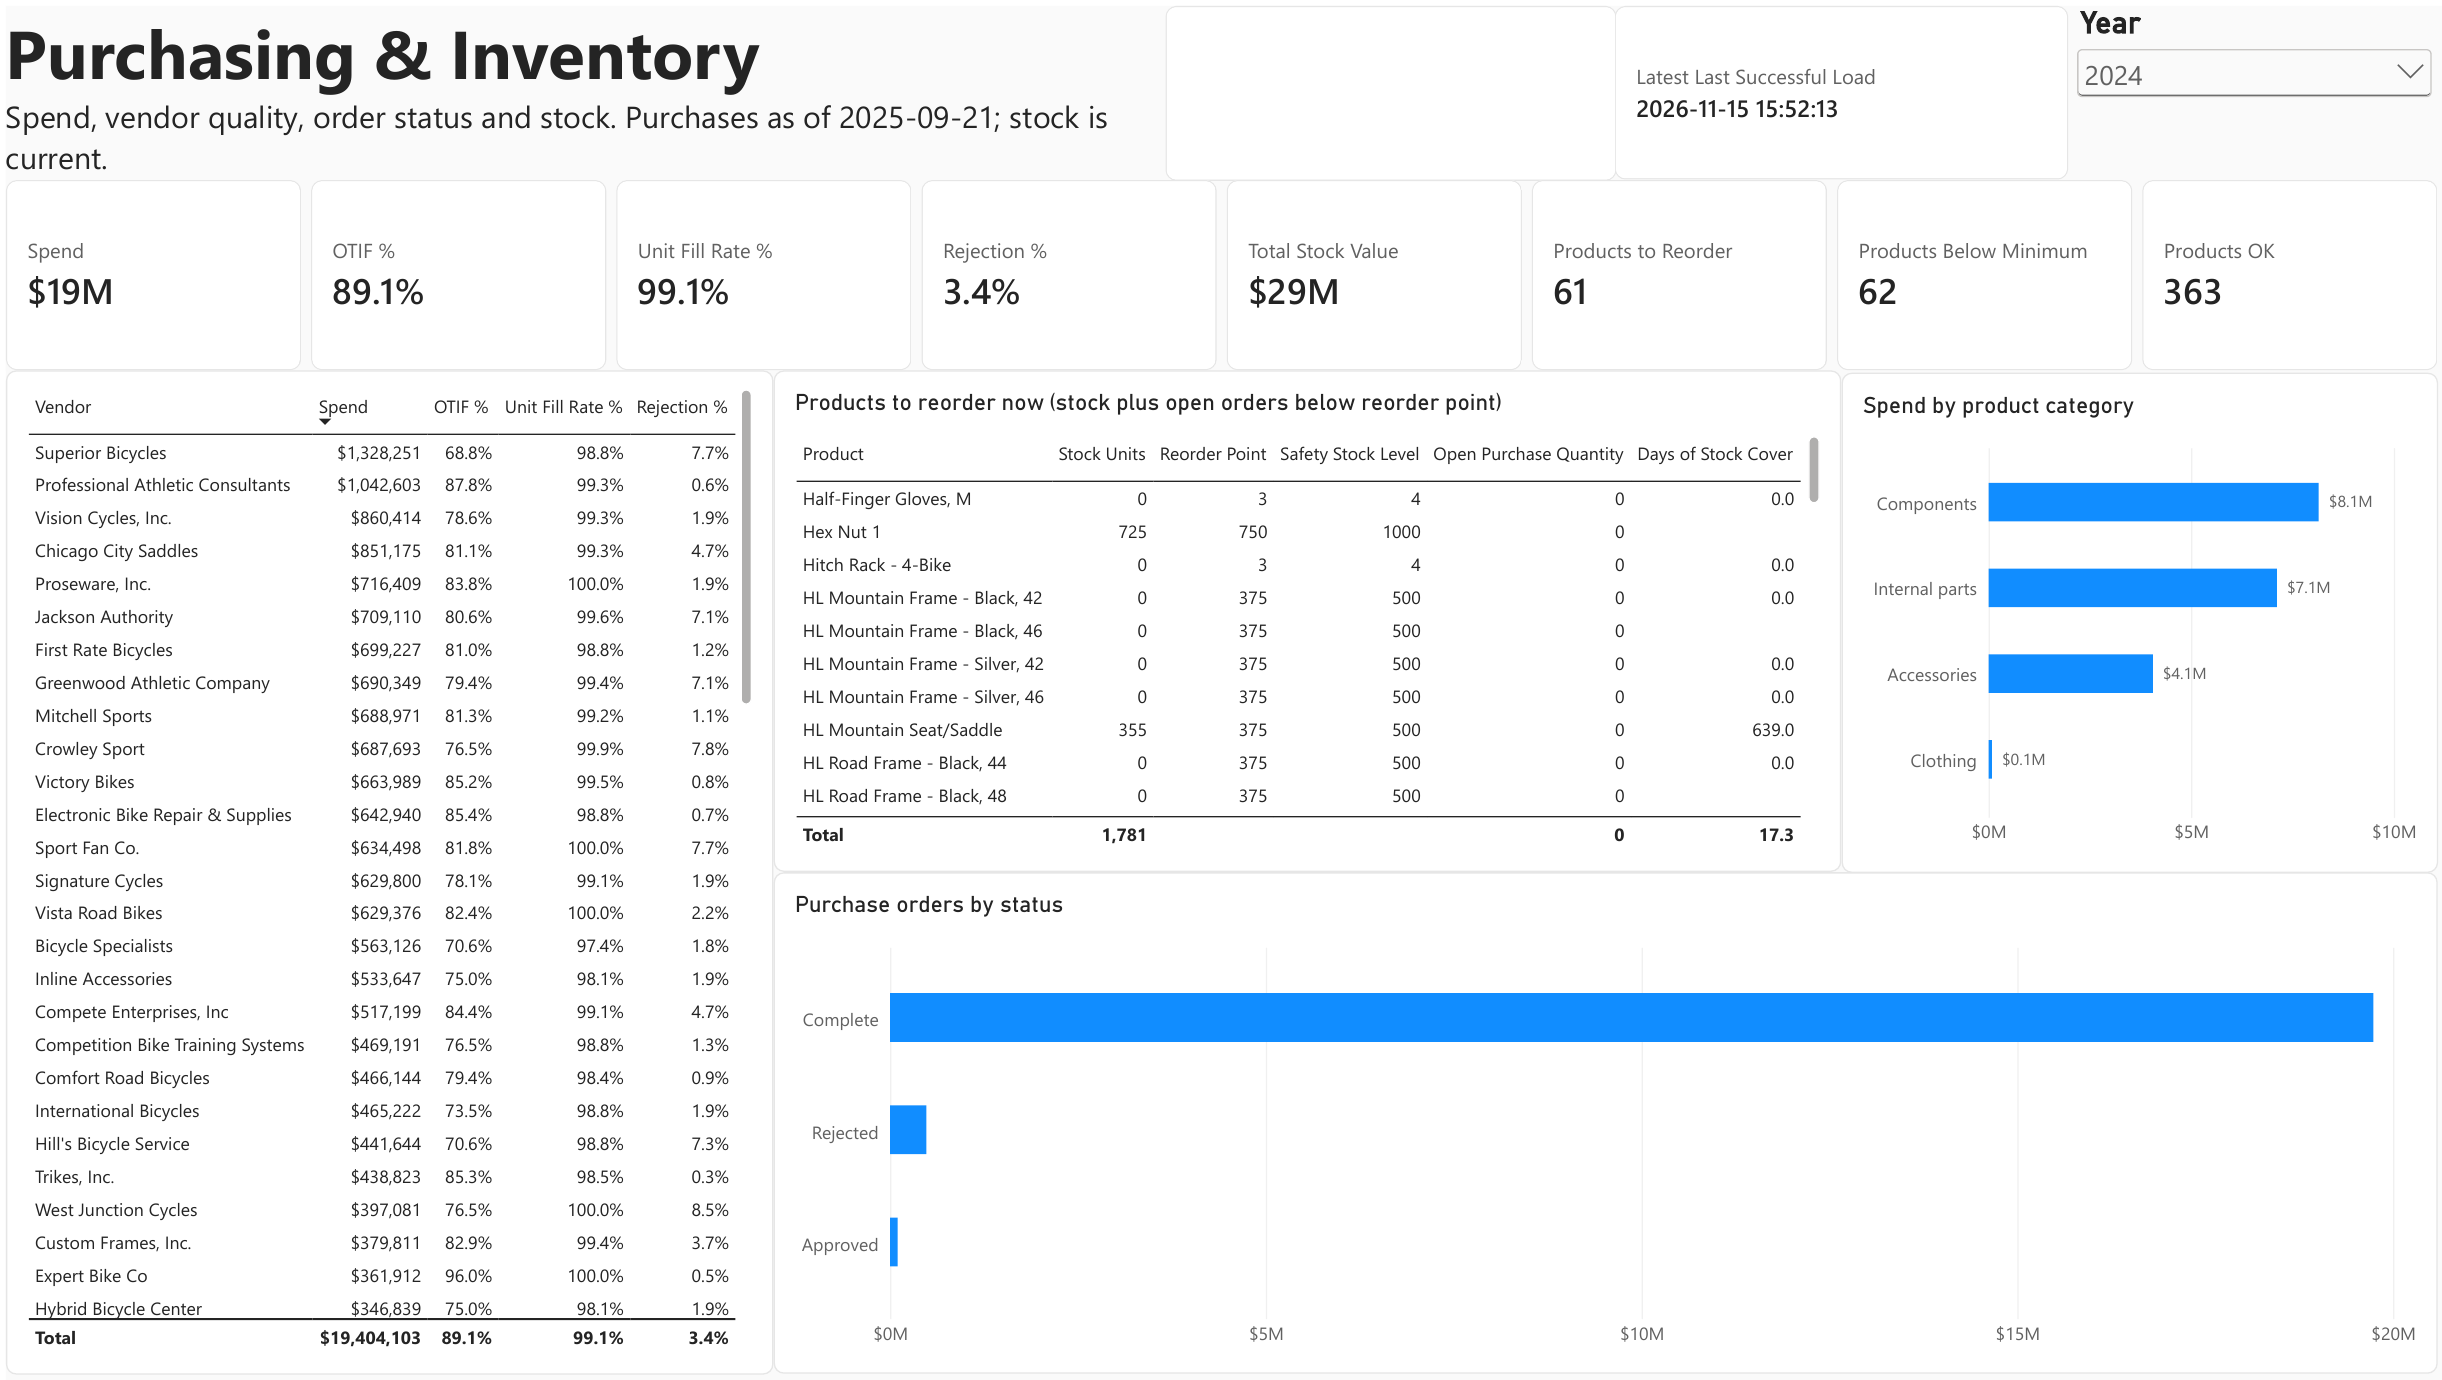 Purchasing & Inventory
Spend, vendor quality, order status and stock. Purchases as of 2025-09-21; stock is
current.
Latest Last Successful Load
2026-11-15 15:52:13
Year
2024
Spend
$19M
OTIF %
89.1%
Unit Fill Rate %
99.1%
Rejection %
3.4%
Total Stock Value
$29M
Products to Reorder
61
Products Below Minimum
62
Products OK
363
Vendor Spend OTIF % Unit Fill Rate % Rejection %
Superior Bicycles $1,328,251 68.8% 98.8% 7.7%
Professional Athletic Consultants $1,042,603 87.8% 99.3% 0.6%
Vision Cycles, Inc. $860,414 78.6% 99.3% 1.9%
Chicago City Saddles $851,175 81.1% 99.3% 4.7%
Proseware, Inc. $716,409 83.8% 100.0% 1.9%
Jackson Authority $709,110 80.6% 99.6% 7.1%
First Rate Bicycles $699,227 81.0% 98.8% 1.2%
Greenwood Athletic Company $690,349 79.4% 99.4% 7.1%
Mitchell Sports $688,971 81.3% 99.2% 1.1%
Crowley Sport $687,693 76.5% 99.9% 7.8%
Victory Bikes $663,989 85.2% 99.5% 0.8%
Electronic Bike Repair & Supplies $642,940 85.4% 98.8% 0.7%
Sport Fan Co. $634,498 81.8% 100.0% 7.7%
Signature Cycles $629,800 78.1% 99.1% 1.9%
Vista Road Bikes $629,376 82.4% 100.0% 2.2%
Bicycle Specialists $563,126 70.6% 97.4% 1.8%
Inline Accessories $533,647 75.0% 98.1% 1.9%
Compete Enterprises, Inc $517,199 84.4% 99.1% 4.7%
Competition Bike Training Systems $469,191 76.5% 98.8% 1.3%
Comfort Road Bicycles $466,144 79.4% 98.4% 0.9%
International Bicycles $465,222 73.5% 98.8% 1.9%
Hill's Bicycle Service $441,644 70.6% 98.8% 7.3%
Trikes, Inc. $438,823 85.3% 98.5% 0.3%
West Junction Cycles $397,081 76.5% 100.0% 8.5%
Custom Frames, Inc. $379,811 82.9% 99.4% 3.7%
Expert Bike Co $361,912 96.0% 100.0% 0.5%
Hybrid Bicycle Center $346,839 75.0% 98.1% 1.9%
Total $19,404,103 89.1% 99.1% 3.4%
Products to reorder now (stock plus open orders below reorder point)
Product Stock Units Reorder Point Safety Stock Level Open Purchase Quantity Days of Stock Cover
Half-Finger Gloves, M 0 3 4 0 0.0
Hex Nut 1 725 750 1000 0
Hitch Rack - 4-Bike 0 3 4 0 0.0
HL Mountain Frame - Black, 42 0 375 500 0 0.0
HL Mountain Frame - Black, 46 0 375 500 0
HL Mountain Frame - Silver, 42 0 375 500 0 0.0
HL Mountain Frame - Silver, 46 0 375 500 0 0.0
HL Mountain Seat/Saddle 355 375 500 0 639.0
HL Road Frame - Black, 44 0 375 500 0 0.0
HL Road Frame - Black, 48 0 375 500 0
Total 1,781 0 17.3
Spend by product category
Components $8.1M
Internal parts $7.1M
Accessories $4.1M
Clothing $0.1M
$0M $5M $10M
Purchase orders by status
Complete
Rejected
Approved
$0M $5M $10M $15M $20M